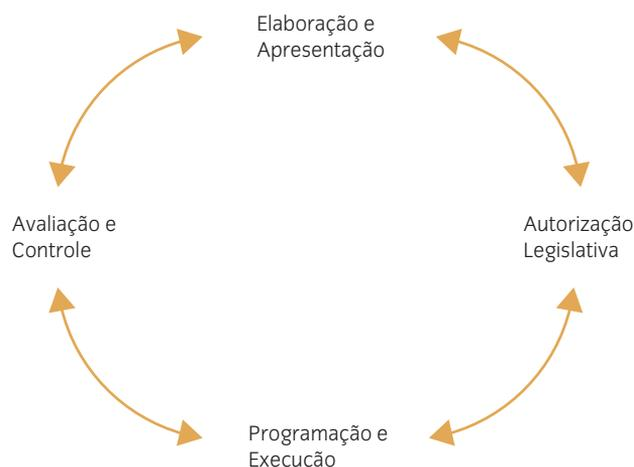 Elaboração e
Apresentação
Avaliação e
Controle
Autorização
Legislativa
Programação e
Execução